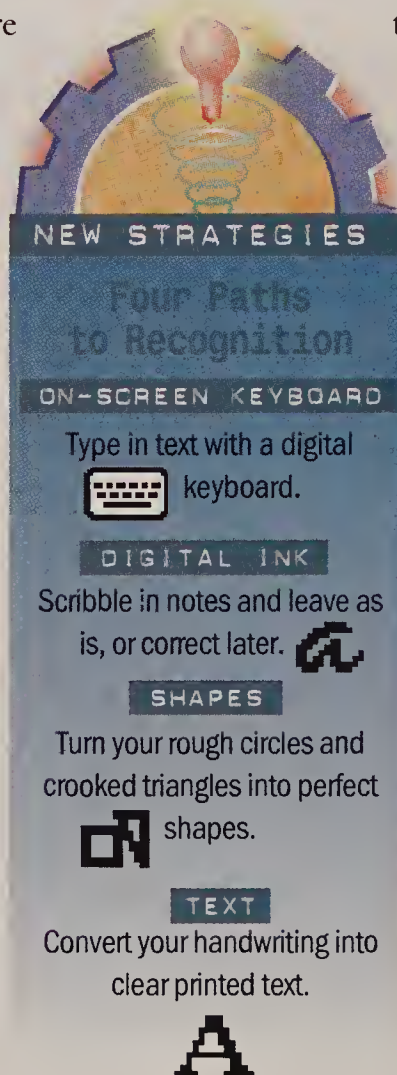 re
t
NEW STRATEGIES
Four Paths
to Recognition
ON-SCREEN KEYBOARD
Type in text with a digital
keyboard.
DIGITAL INK
Scribble in notes and leave as
is, or correct later. a
SHAPES
Turn your rough circles and
crooked triangles into perfect
shapes.
TEXT
Convert your handwriting into
clear printed text.
A